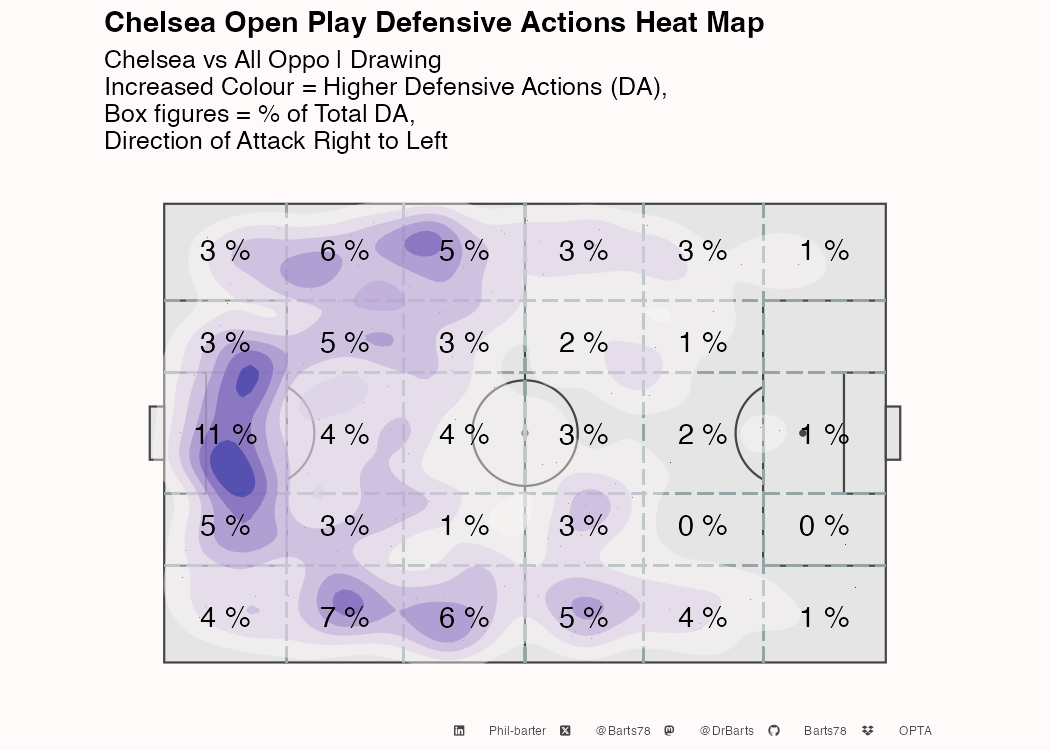 Chelsea Open Play Defensive Actions Heat Map
Chelsea vs All Oppo | Drawing
Increased Colour = Higher Defensive Actions (DA),
Box figures = % of Total DA,
Direction of Attack Right to Left
3 % 6 % 5 % 3 % 3 % 1 %
3 % 5 % 3 % 2 % 1 %
11 % 4 % 4 % 3 % 2 % 1 %
5 % 3 % 1 % 3 % 0 % 0 %
4 % 7 % 6 % 5 % 4 % 1 %
Phil-barter @Barts78 @DrBarts Barts78 OPTA